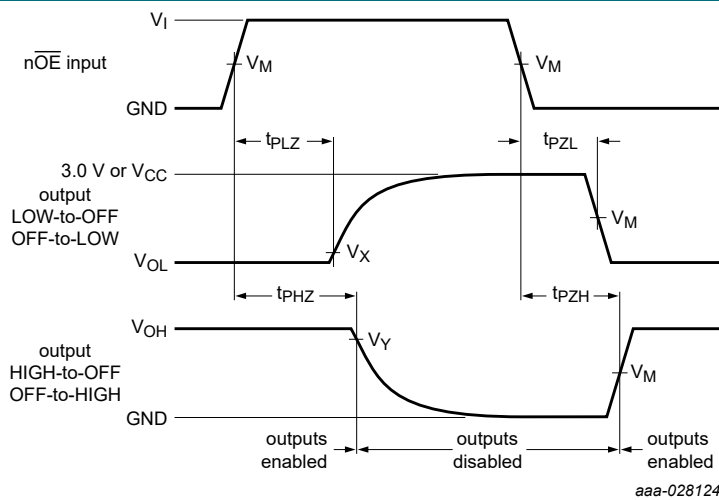 V_I
nOE input
V_M
V_M
GND
t_PLZ
t_PZL
3.0 V or V_CC
output
LOW-to-OFF
OFF-to-LOW
V_M
V_X
V_OL
t_PHZ
t_PZH
V_OH
V_Y
output
HIGH-to-OFF
OFF-to-HIGH
V_M
GND
outputs
enabled
outputs
disabled
outputs
enabled
aaa-028124